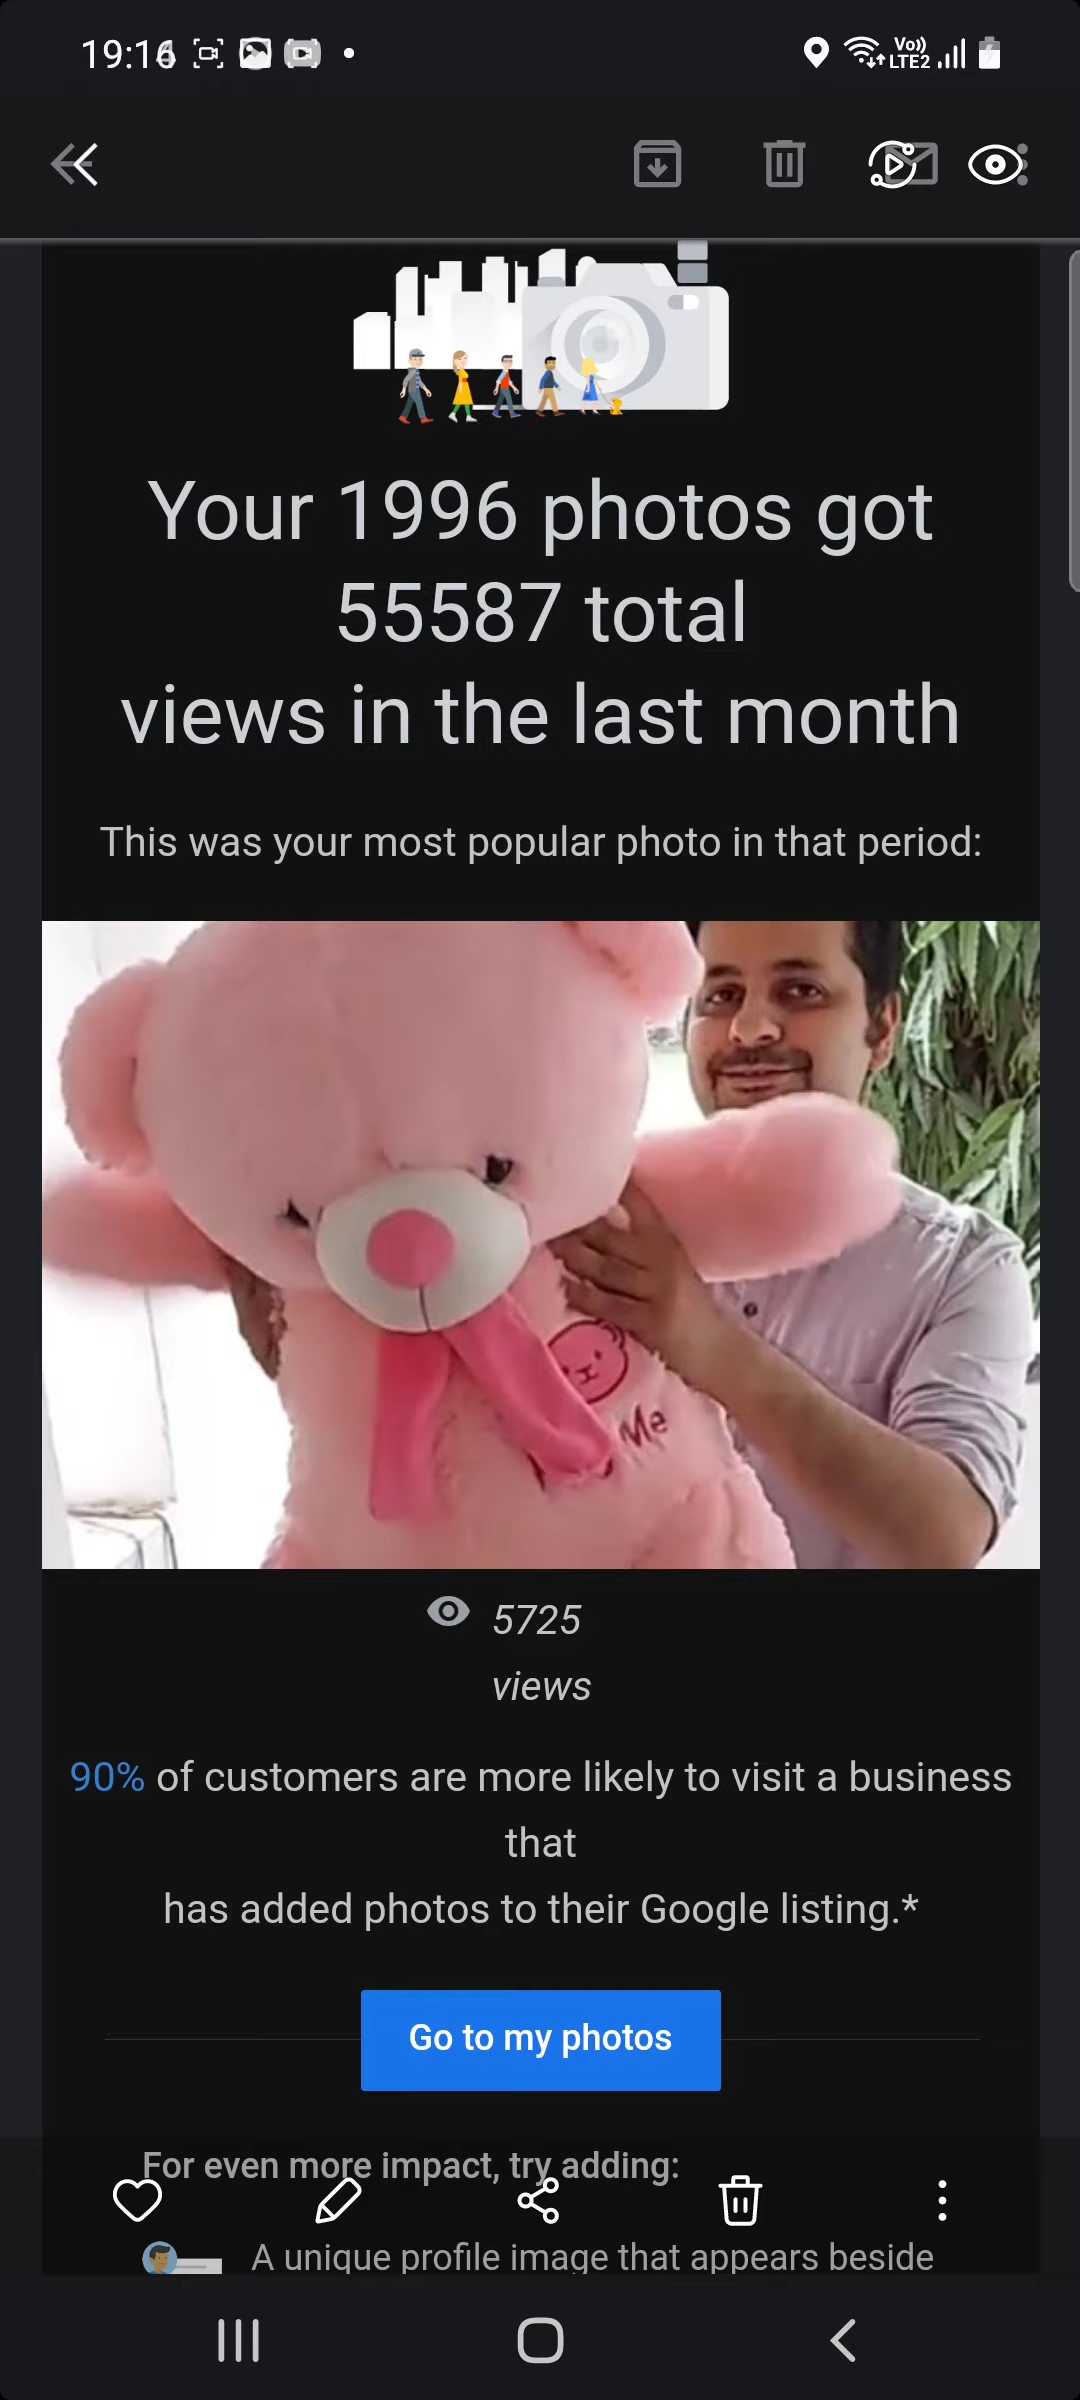 19:16
Vo))
LTE2
Your 1996 photos got
55587 total
views in the last month
This was your most popular photo in that period:
Me
5725
views
90% of customers are more likely to visit a business
that
has added photos to their Google listing.*
Go to my photos
For even more impact, try adding:
A unique profile image that appears beside